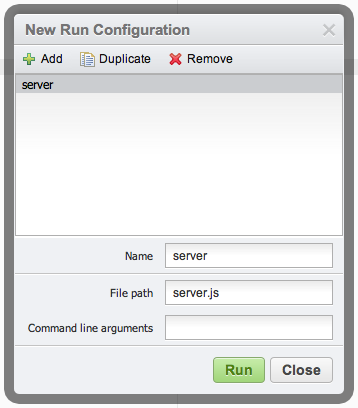 New Run Configuration
Add Duplicate Remove
server
Name server
File path server.js
Command line arguments
Run Close